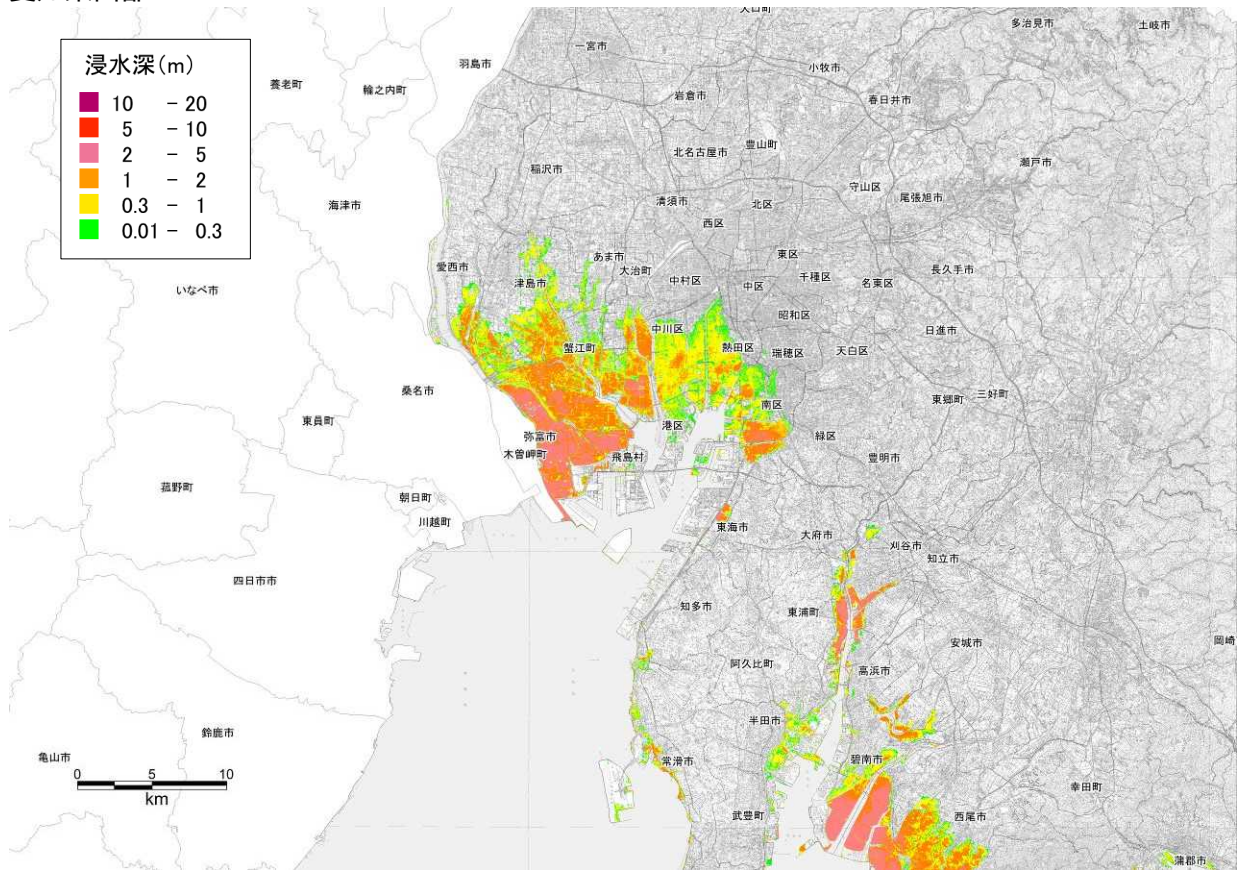 浸水深(m)
10 - 20
5 - 10
2 - 5
1 - 2
0.3 - 1
0.01 - 0.3
大口町
多治見市
土岐市
一宮市
羽島市
小牧市
養老町
輪之内町
岩倉市
春日井市
北名古屋市
豊山町
瀬戸市
稲沢市
守山区
尾張旭市
海津市
清須市
北区
西区
東区
あま市
大治町
愛西市
長久手市
千種区
名東区
中村区
中区
津島市
いなべ市
昭和区
中川区
日進市
熱田区
瑞穂区
天白区
蟹江町
桑名市
東郷町
三好町
南区
東員町
港区
弥富市
緑区
木曽岬町
飛島村
豊明市
菰野町
朝日町
川越町
東海市
大府市
刈谷市
知立市
四日市市
知多市
東浦町
岡崎
安城市
阿久比町
高浜市
半田市
鈴鹿市
亀山市
常滑市
碧南市
幸田町
武豊町
西尾市
蒲郡市
0 5 10
km